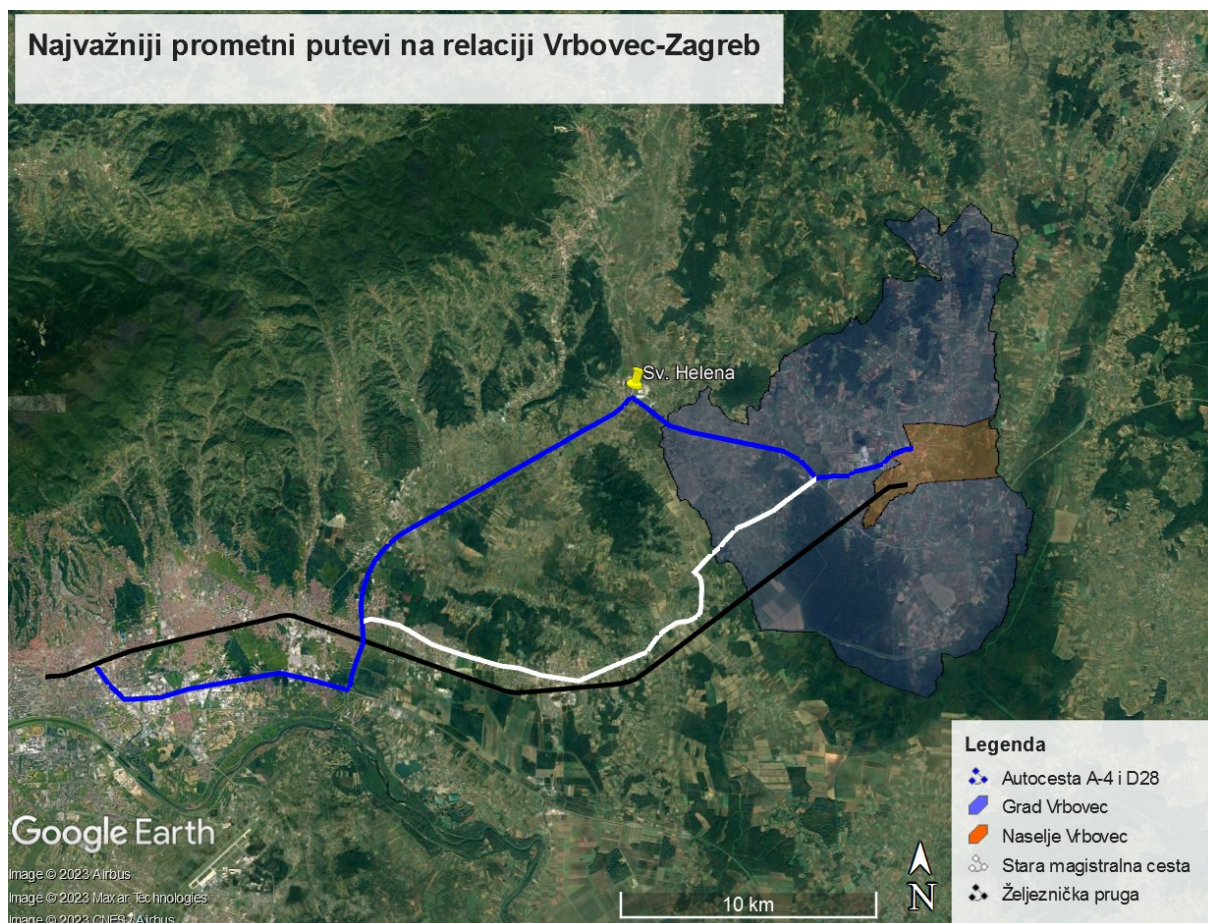 Najvažniji prometni putevi na relaciji Vrbovec-Zagreb
Sv. Helena
Legenda
Autocesta A-4 i D28
Grad Vrbovec
Naselje Vrbovec
Stara magistralna cesta
Željeznička pruga
Google Earth
Image © 2023 Airbus
Image © 2023 Maxar Technologies
Image © 2023 CNES / Airbus
10 km
N